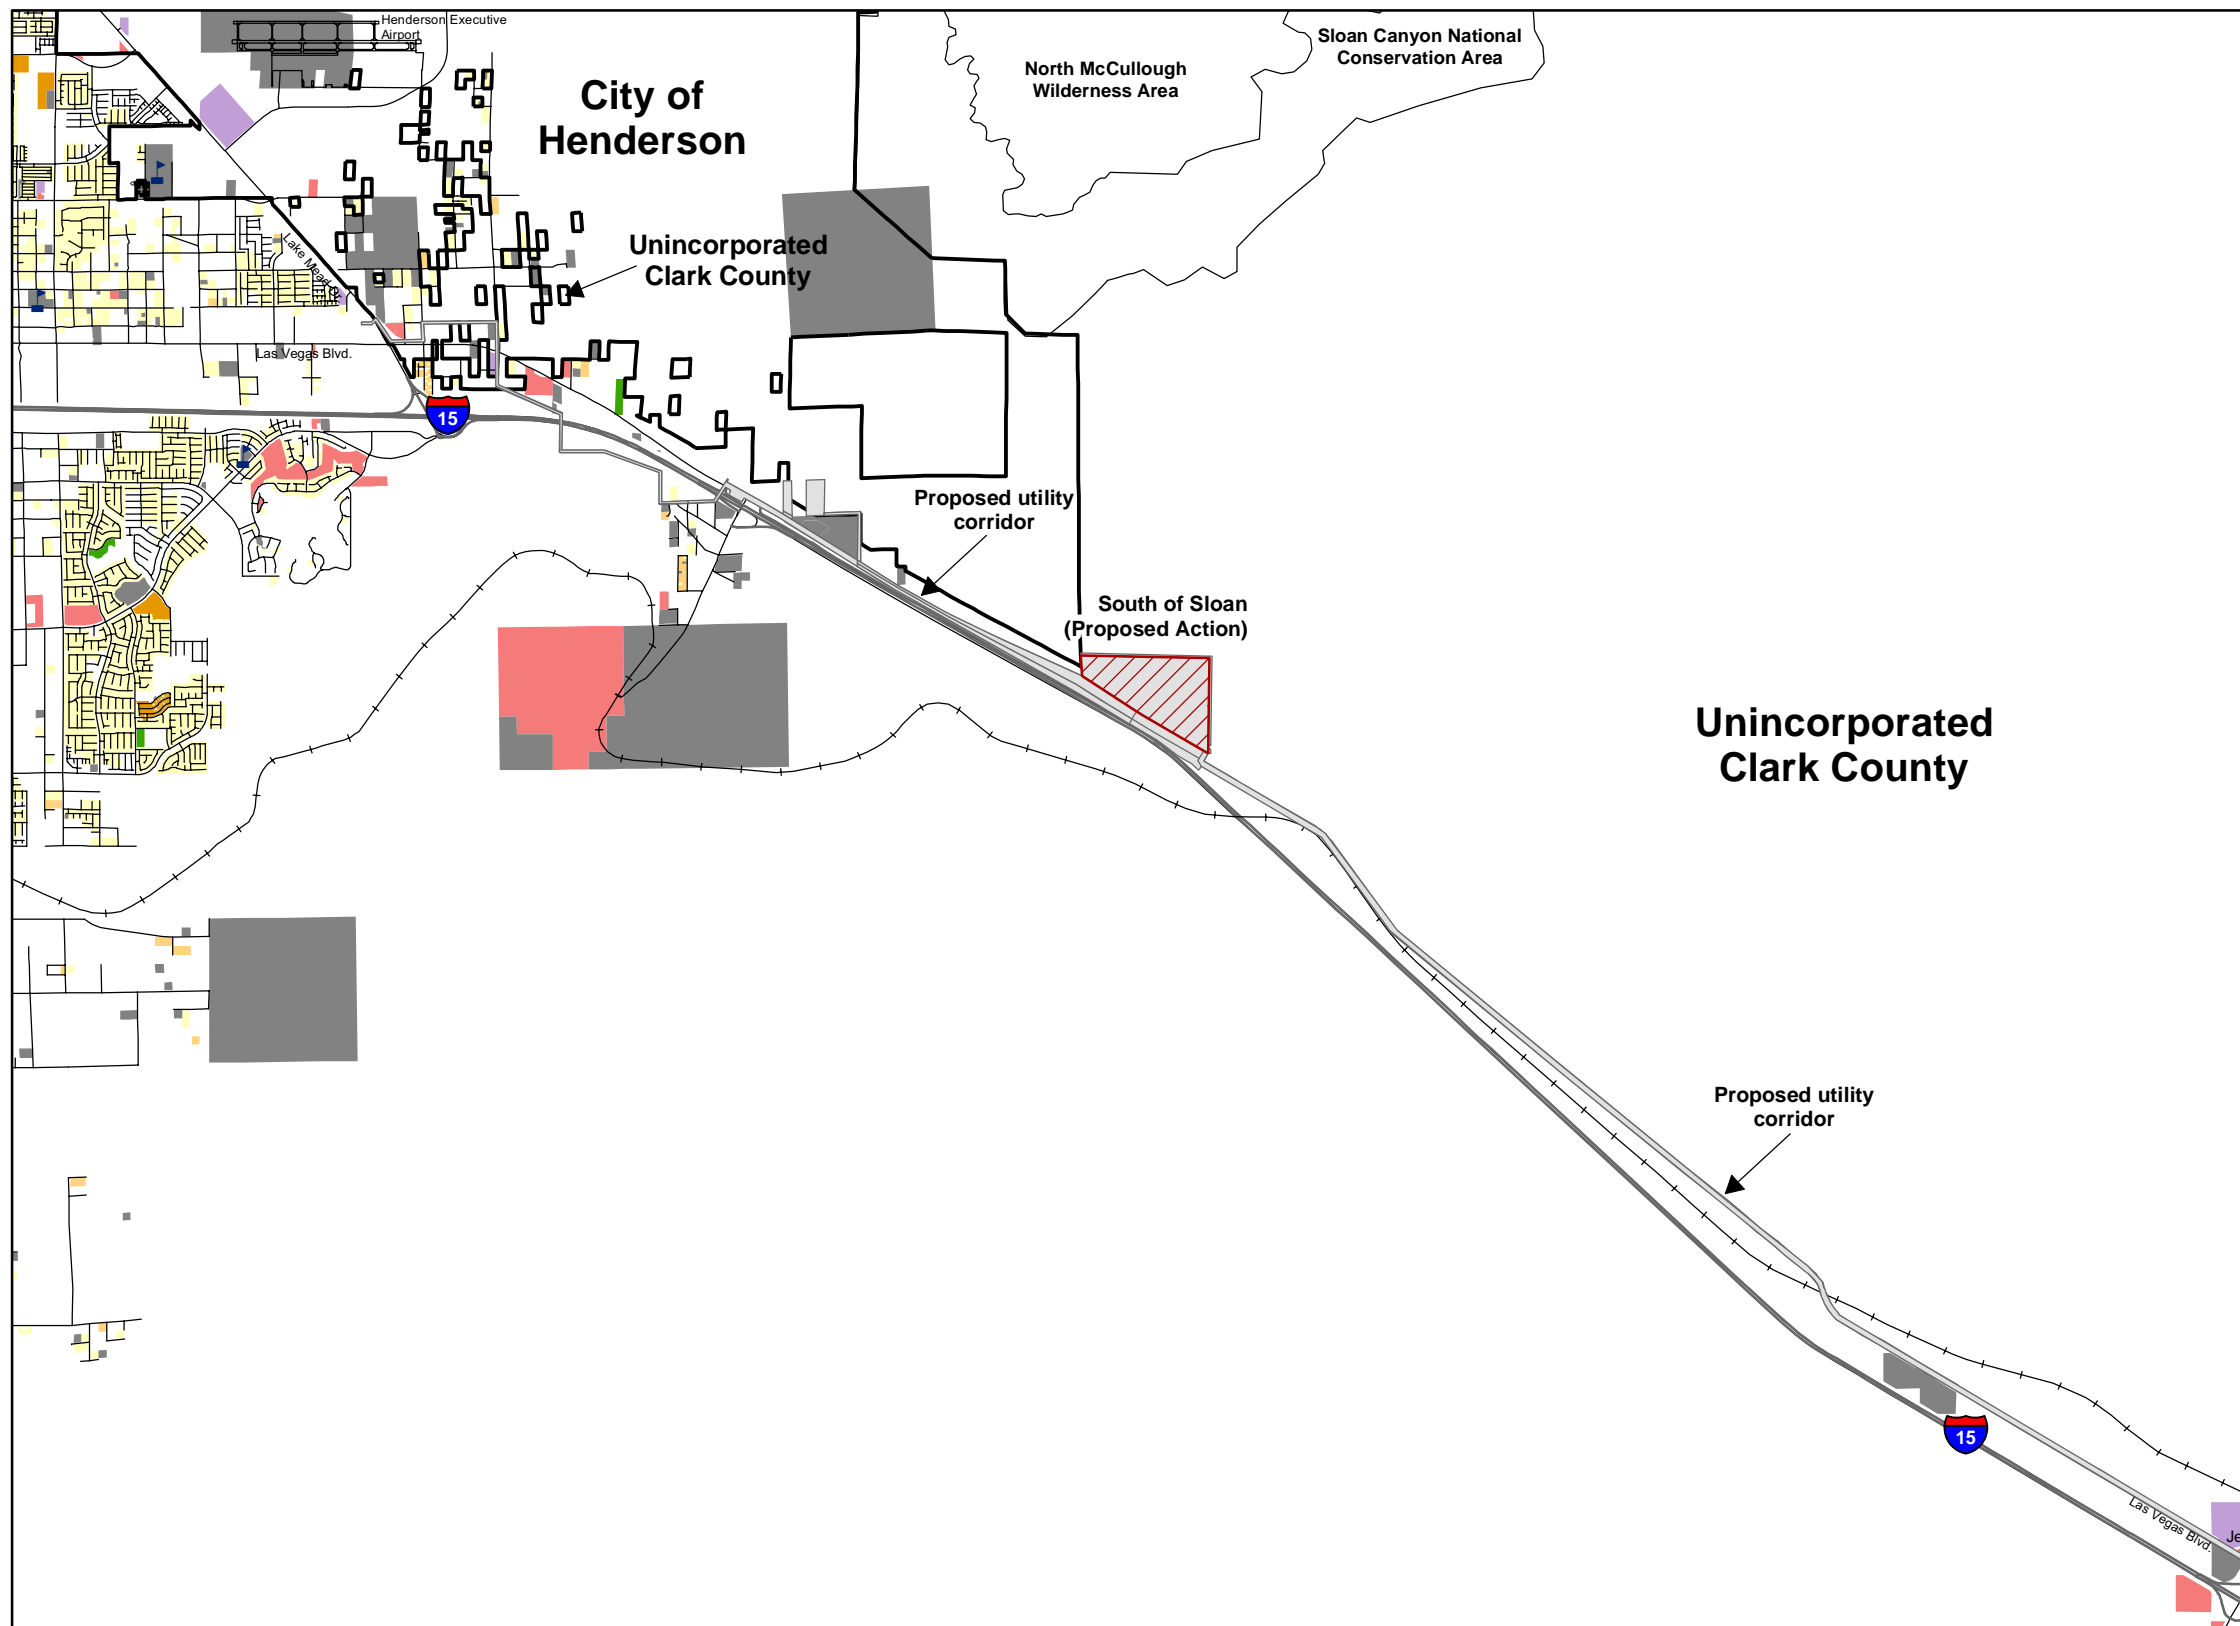 Henderson Executive
Airport
Sloan Canyon National
Conservation Area
North McCullough
Wilderness Area
City of
Henderson
Unincorporated
Clark County
Lake Mead
Las Vegas Blvd.
15
Proposed utility
corridor
South of Sloan
(Proposed Action)
Unincorporated
Clark County
Proposed utility
corridor
15
Las Vegas Blvd.
Je